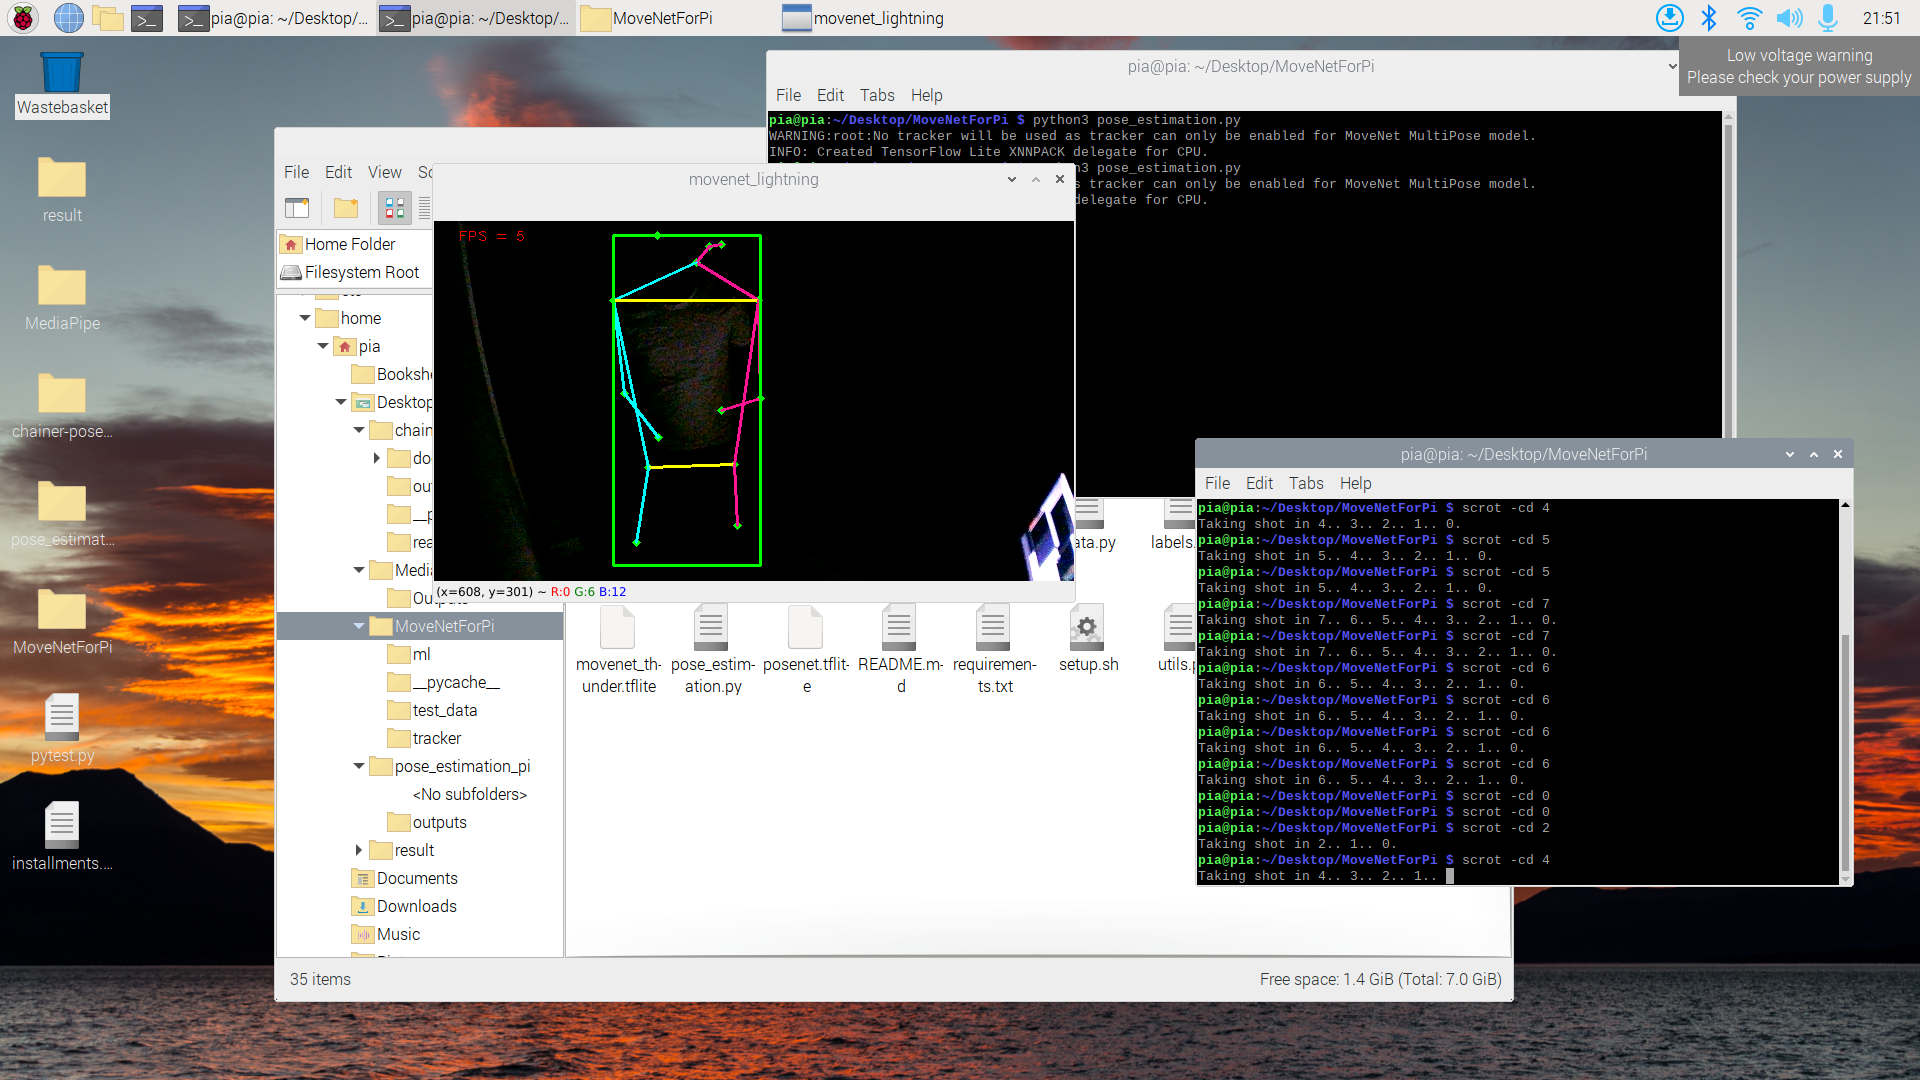 pia@pia: ~/Desktop/...
pia@pia: ~/Desktop/...
MoveNetForPi
movenet_lightning
21:51
Low voltage warning
Please check your power supply
Wastebasket
result
MediaPipe
chainer-pose...
pose_estimat...
MoveNetForPi
pytest.py
installments....
pia@pia: ~/Desktop/MoveNetForPi
File Edit Tabs Help
pia@pia:~/Desktop/MoveNetForPi $ python3 pose_estimation.py
WARNING:root:No tracker will be used as tracker can only be enabled for MoveNet MultiPose model.
INFO: Created TensorFlow Lite XNNPACK delegate for CPU.
n3 pose_estimation.py
s tracker can only be enabled for MoveNet MultiPose model.
delegate for CPU.
File Edit View Sc
Home Folder
Filesystem Root
home
pia
Bookshe
Desktop
chain
do
out
__p
rea
Media
Outputs
MoveNetForPi
ml
__pycache__
test_data
tracker
pose_estimation_pi
<No subfolders>
outputs
result
Documents
Downloads
Music
35 items
Free space: 1.4 GiB (Total: 7.0 GiB)
movenet_lightning
FPS = 5
(x=608, y=301) ~ R:0 G:6 B:12
ata.py
labels.
movenet_th-
under.tflite
pose_estim-
ation.py
posenet.tflit-
e
README.m-
d
requiremen-
ts.txt
setup.sh
utils.p
pia@pia: ~/Desktop/MoveNetForPi
File Edit Tabs Help
pia@pia:~/Desktop/MoveNetForPi $ scrot -cd 4
Taking shot in 4.. 3.. 2.. 1.. 0.
pia@pia:~/Desktop/MoveNetForPi $ scrot -cd 5
Taking shot in 5.. 4.. 3.. 2.. 1.. 0.
pia@pia:~/Desktop/MoveNetForPi $ scrot -cd 5
Taking shot in 5.. 4.. 3.. 2.. 1.. 0.
pia@pia:~/Desktop/MoveNetForPi $ scrot -cd 7
Taking shot in 7.. 6.. 5.. 4.. 3.. 2.. 1.. 0.
pia@pia:~/Desktop/MoveNetForPi $ scrot -cd 7
Taking shot in 7.. 6.. 5.. 4.. 3.. 2.. 1.. 0.
pia@pia:~/Desktop/MoveNetForPi $ scrot -cd 6
Taking shot in 6.. 5.. 4.. 3.. 2.. 1.. 0.
pia@pia:~/Desktop/MoveNetForPi $ scrot -cd 6
Taking shot in 6.. 5.. 4.. 3.. 2.. 1.. 0.
pia@pia:~/Desktop/MoveNetForPi $ scrot -cd 6
Taking shot in 6.. 5.. 4.. 3.. 2.. 1.. 0.
pia@pia:~/Desktop/MoveNetForPi $ scrot -cd 6
Taking shot in 6.. 5.. 4.. 3.. 2.. 1.. 0.
pia@pia:~/Desktop/MoveNetForPi $ scrot -cd 0
pia@pia:~/Desktop/MoveNetForPi $ scrot -cd 0
pia@pia:~/Desktop/MoveNetForPi $ scrot -cd 2
Taking shot in 2.. 1.. 0.
pia@pia:~/Desktop/MoveNetForPi $ scrot -cd 4
Taking shot in 4.. 3.. 2.. 1..